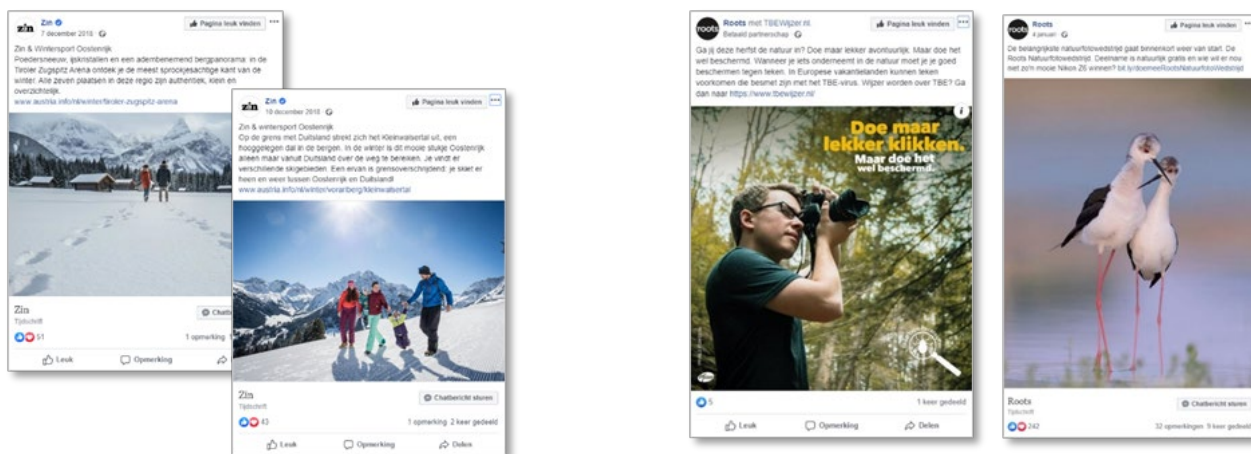 zin
Zin
7 december 2018
Pagina leuk vinden
Zin & Wintersport Oostenrijk
Poedersneeuw, ijskristallen en een adembenemend bergpanorama: in de
Tiroler Zugspitz Arena ontdek je de meest sprookjesachtige kant van de
winter. Alle zeven plaatsen in deze regio zijn authentiek, klein en
overzichtelijk.
www.austria.info/nl/winter/tiroler-zugspitz-arena
Zin
Tijdschrift
51
1 opmerking
Leuk
Opmerking
zin
Zin
10 december 2018
Pagina leuk vinden
Zin & wintersport Oostenrijk
Op de grens met Duitsland strekt zich het Kleinwalsertal uit, een
hooggelegen dal in de bergen. In de winter is dit mooie stukje Oostenrijk
alleen maar vanuit Duitsland over de weg te bereiken. Je vindt er
verschillende skigebieden. Een ervan is grensoverschrijdend: je skiet er
heen en weer tussen Oostenrijk en Duitsland!
www.austria.info/nl/winter/vorarlberg/kleinwalsertal
Zin
Tijdschrift
Chatbericht sturen
43
1 opmerking 2 keer gedeeld
Leuk
Opmerking
Delen
roots
Roots met TBEWijzer.nl
Betaald partnerschap
Pagina leuk vinden
Ga jij deze herfst de natuur in? Doe maar lekker avontuurlijk. Maar doe het
wel beschermd. Wanneer je iets onderneemt in de natuur moet je je goed
beschermen tegen teken. In Europese vakantielanden kunnen teken
voorkomen die besmet zijn met het TBE-virus. Wijzer worden over TBE? Ga
dan naar https://www.tbewijzer.nl/
Doe maar
lekker klikken.
Maar doe het
wel beschermd.
5
1 keer gedeeld
Leuk
Opmerking
Delen
roots
Roots
4 januari
Pagina leuk vinden
De belangrijkste natuurfotowedstrijd gaat binnenkort weer van start. De
Roots Natuurfotowedstrijd. Deelname is natuurlijk gratis en wie wil er nou
niet zo'n mooie Nikon Z6 winnen? bit.ly/doemeeRootsNatuurfotoWedstrijd
Roots
Tijdschrift
Chatbericht sturen
242
32 opmerkingen 9 keer gedeeld